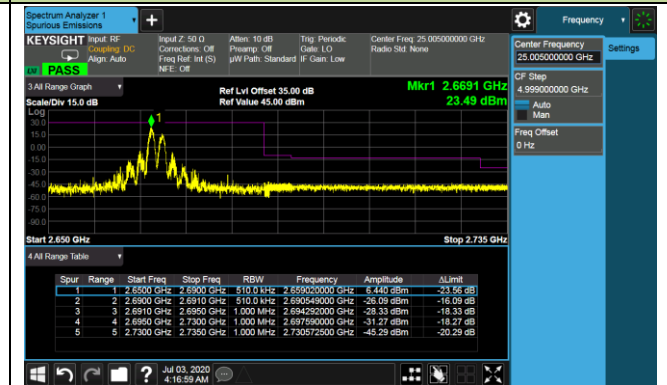 Spectrum Analyzer 1
Spurious Emissions
+
Frequency
KEYSIGHT Input: RF Input Z: 50 Ω Atten: 10 dB Trig: Periodic Center Freq: 25.005000000 GHz
Coupling: DC Corrections: Off Preamp: Off Gate: LO Radio Std: None
Align: Auto Freq Ref: Int (S) µW Path: Standard IF Gain: Low
NFE: Off
PASS
Center Frequency
25.005000000 GHz
Settings
CF Step
4.999000000 GHz
Auto
Man
Freq Offset
0 Hz
3 All Range Graph
Ref Lvl Offset 35.00 dB Mkr1 2.6691 GHz
Scale/Div 15.0 dB Ref Value 45.00 dBm 23.49 dBm
Log
30.0
15.0
0.00
-15.0
-30.0
-45.0
-60.0
-75.0
-90.0
1
Start 2.650 GHz Stop 2.735 GHz
4 All Range Table
Spur Range Start Freq Stop Freq RBW Frequency Amplitude ΔLimit
1 1 2.6500 GHz 2.6900 GHz 510.0 kHz 2.659020000 GHz 6.440 dBm -23.56 dB
2 2 2.6900 GHz 2.6910 GHz 510.0 kHz 2.690549000 GHz -26.09 dBm -16.09 dB
3 3 2.6910 GHz 2.6950 GHz 1.000 MHz 2.694292000 GHz -28.33 dBm -18.33 dB
4 4 2.6950 GHz 2.7300 GHz 1.000 MHz 2.697590000 GHz -31.27 dBm -18.27 dB
5 5 2.7300 GHz 2.7350 GHz 1.000 MHz 2.730572500 GHz -45.29 dBm -20.29 dB
? Jul 03, 2020
4:16:59 AM